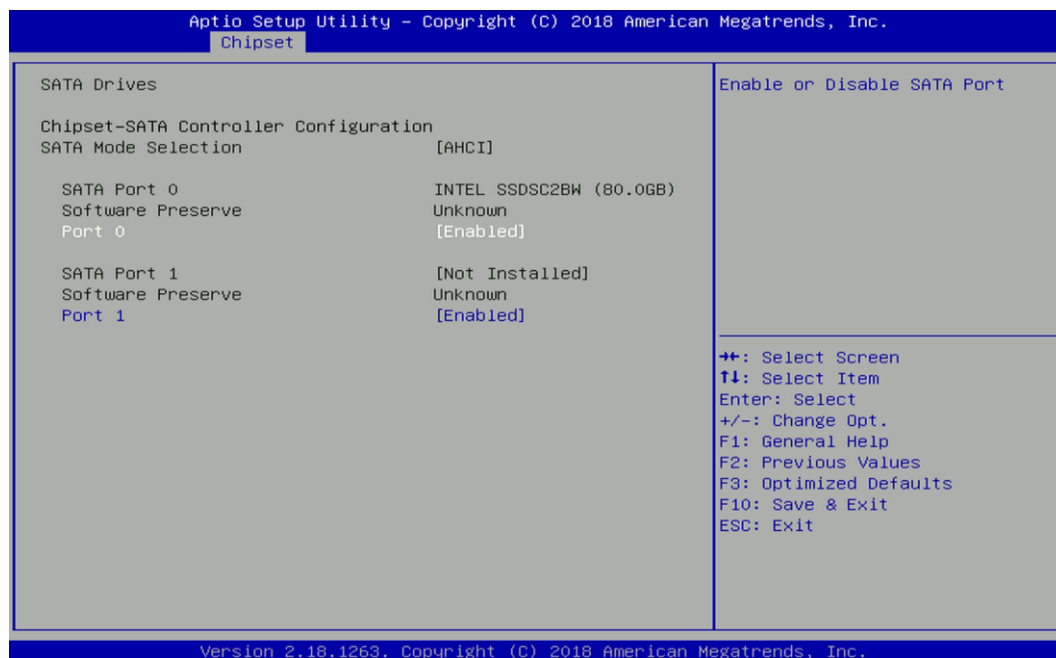 Aptio Setup Utility – Copyright (C) 2018 American Megatrends, Inc.
Chipset
SATA Drives
Chipset-SATA Controller Configuration
SATA Mode Selection [AHCI]
SATA Port 0 INTEL SSDSC2BW (80.0GB)
Software Preserve Unknown
Port 0 [Enabled]
SATA Port 1 [Not Installed]
Software Preserve Unknown
Port 1 [Enabled]
Enable or Disable SATA Port
→←: Select Screen
↑↓: Select Item
Enter: Select
+/-: Change Opt.
F1: General Help
F2: Previous Values
F3: Optimized Defaults
F10: Save & Exit
ESC: Exit
Version 2.18.1263. Copyright (C) 2018 American Megatrends, Inc.